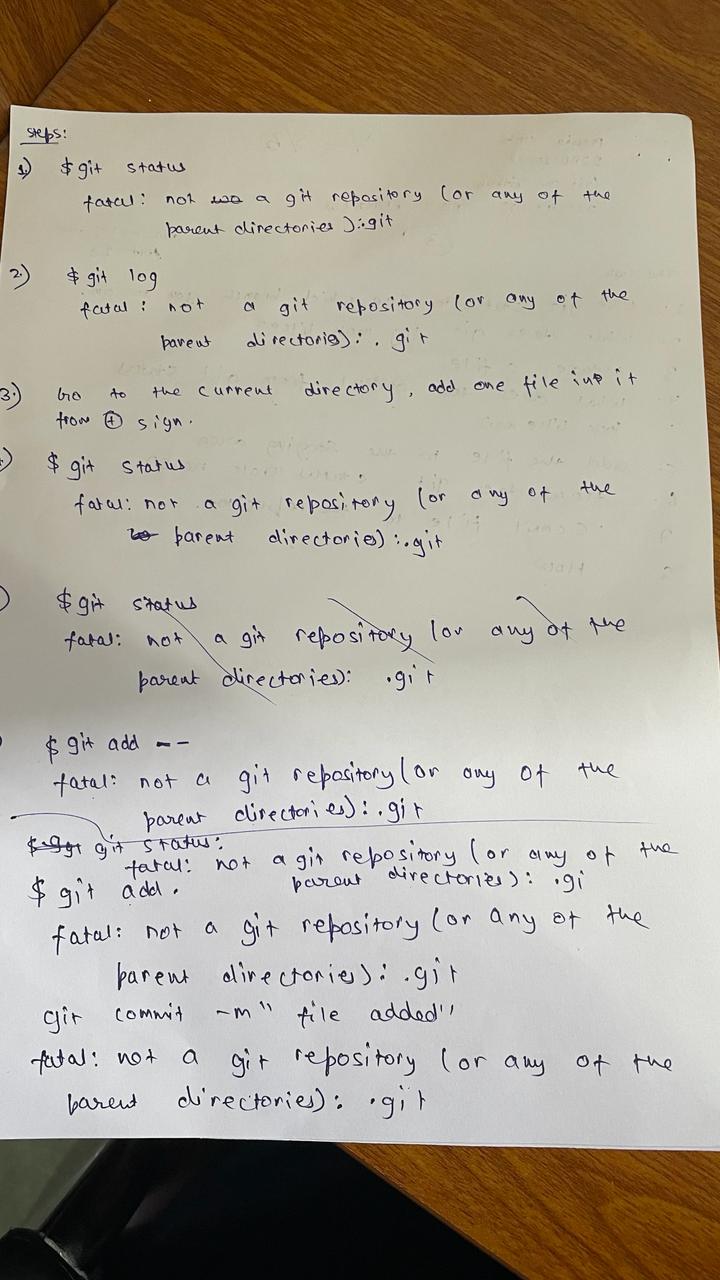 Steps:
1.) $ git status
fatal: not a git repository (or any of the
parent directories ):.git
2.) $ git log
fatal: not a git repository (or any of the
parent directories): . git
3.) Go to the current directory, add one file into it
from + sign.
) $ git status
fatal: not a git repository (or any of the
parent directories):.git
) $ git status
fatal: not a git repository (or any of the
parent directories): .git
$ git add --
fatal: not a git repository (or any of the
parent directories):.git
git status:
fatal: not a git repository (or any of the
parent directories): .gi
$ git add.
fatal: not a git repository (or any of the
parent directories): .git
git commit -m" file added"
fatal: not a git repository (or any of the
parent directories): .git